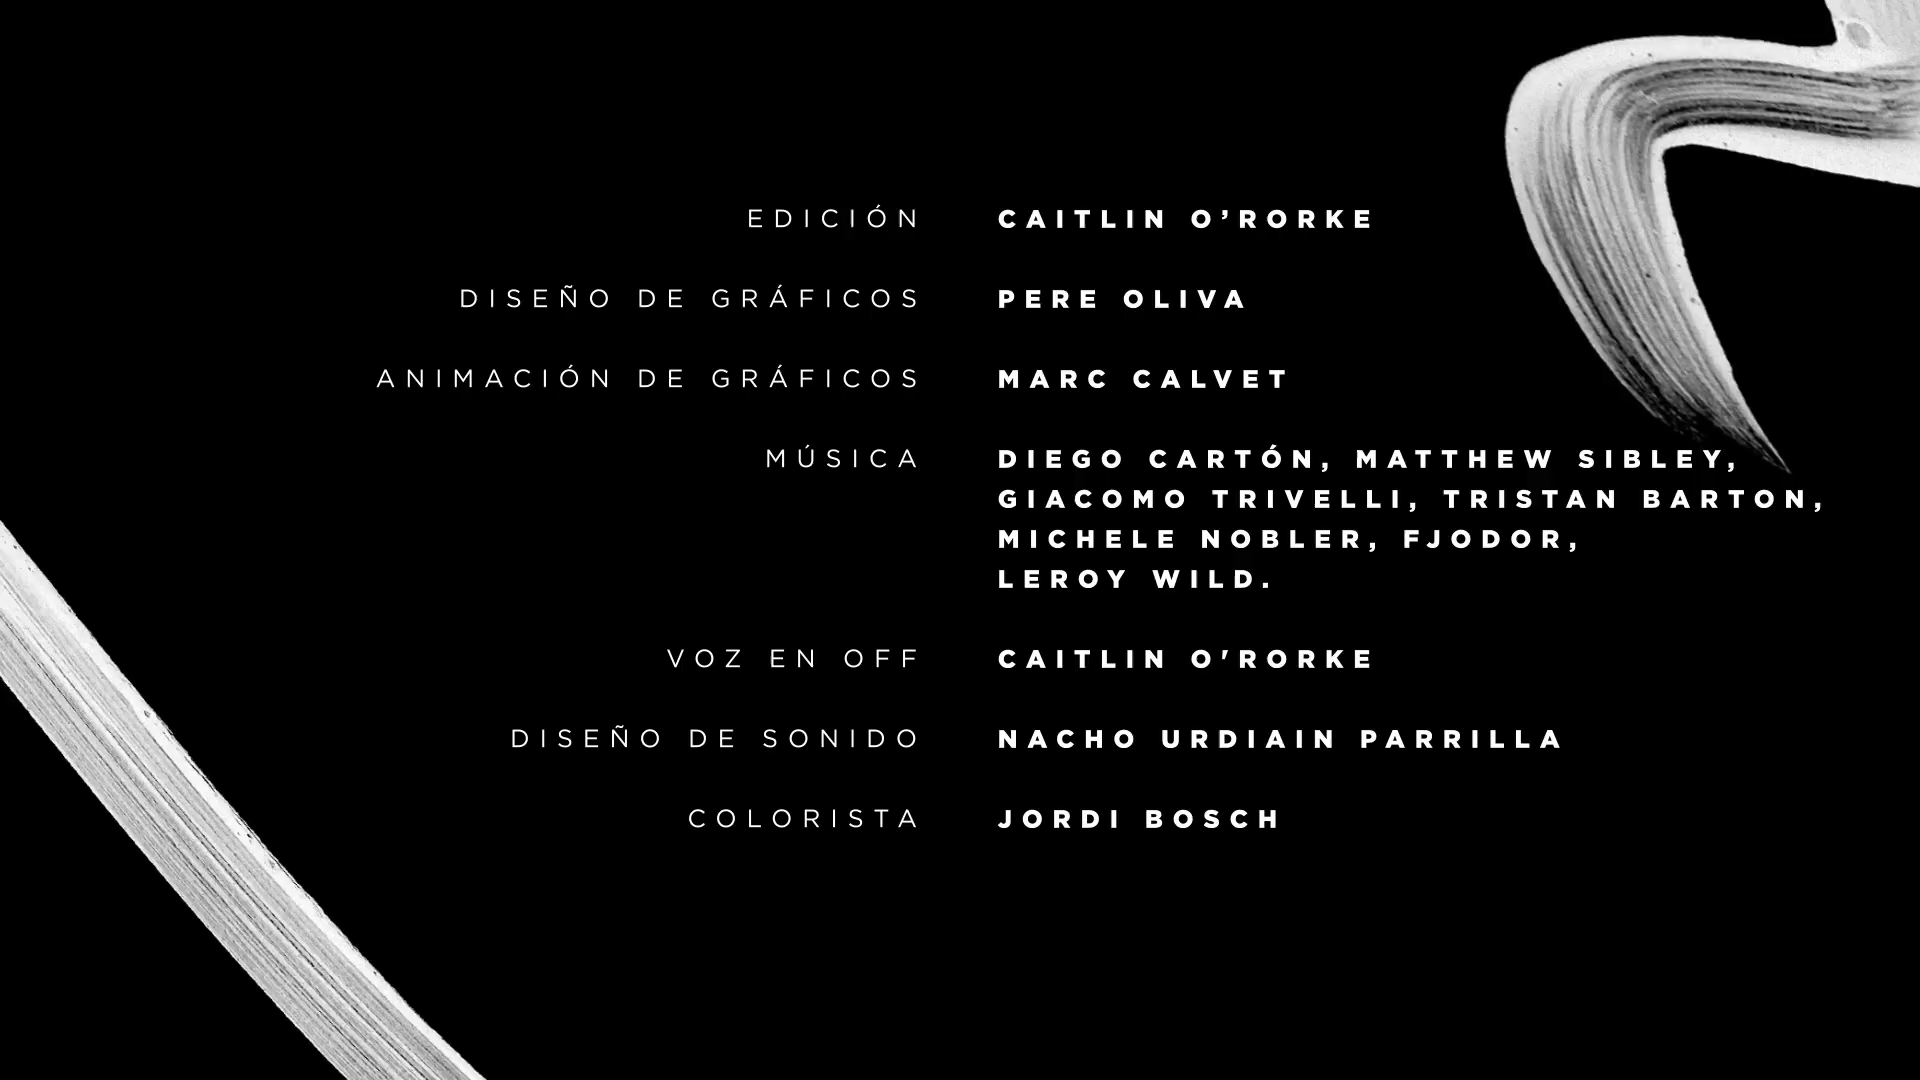 EDICIÓN CAITLIN O’RORKE
DISEÑO DE GRÁFICOS PERE OLIVA
ANIMACIÓN DE GRÁFICOS MARC CALVET
MÚSICA DIEGO CARTÓN, MATTHEW SIBLEY,
GIACOMO TRIVELLI, TRISTAN BARTON,
MICHELE NOBLER, FJODOR,
LEROY WILD.
VOZ EN OFF CAITLIN O'RORKE
DISEÑO DE SONIDO NACHO URDIAIN PARRILLA
COLORISTA JORDI BOSCH